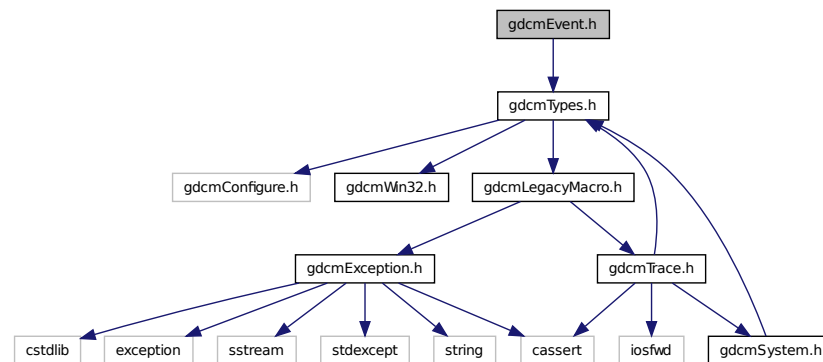 gdcmEvent.h
gdcmTypes.h
gdcmConfigure.h
gdcmWin32.h
gdcmLegacyMacro.h
gdcmException.h
gdcmTrace.h
cstdlib
exception
sstream
stdexcept
string
cassert
iosfwd
gdcmSystem.h